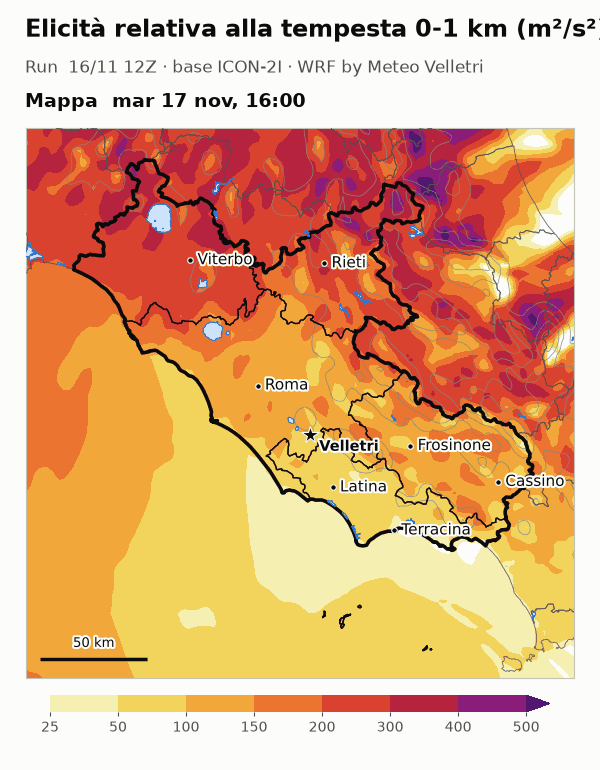 Elicità relativa alla tempesta 0-1 km (m²/s²)
Run 16/11 12Z · base ICON-2I · WRF by Meteo Velletri
Mappa mar 17 nov, 16:00
Viterbo
Rieti
Roma
Velletri
Frosinone
Latina
Cassino
Terracina
50 km
25 50 100 150 200 300 400 500